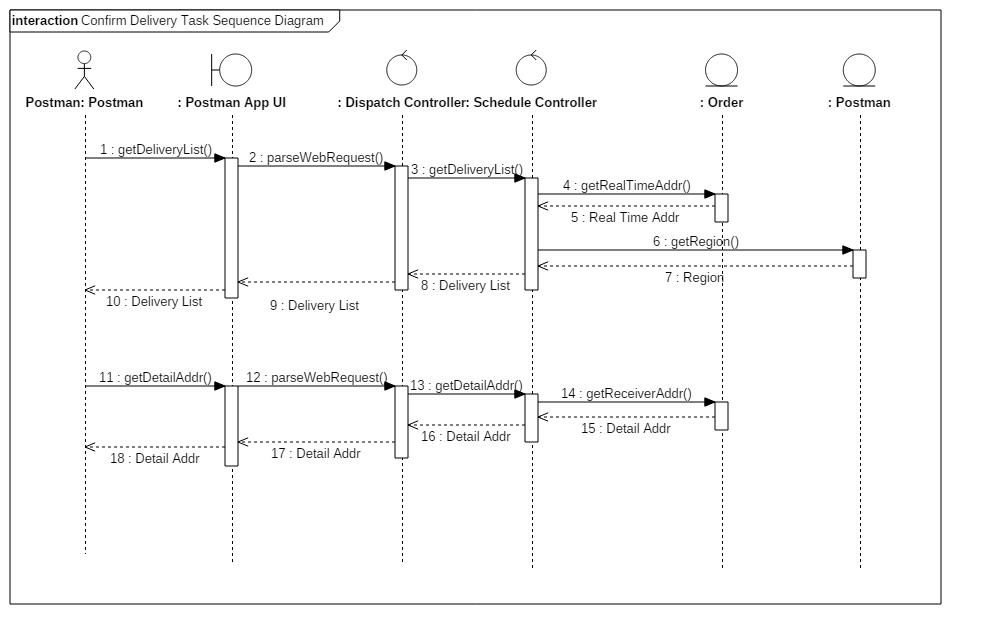 interaction Confirm Delivery Task Sequence Diagram
Postman: Postman
: Postman App UI
: Dispatch Controller
: Schedule Controller
: Order
: Postman
1 : getDeliveryList()
2 : parseWebRequest()
3 : getDeliveryList()
4 : getRealTimeAddr()
5 : Real Time Addr
6 : getRegion()
7 : Region
8 : Delivery List
9 : Delivery List
10 : Delivery List
11 : getDetailAddr()
12 : parseWebRequest()
13 : getDetailAddr()
14 : getReceiverAddr()
15 : Detail Addr
16 : Detail Addr
17 : Detail Addr
18 : Detail Addr